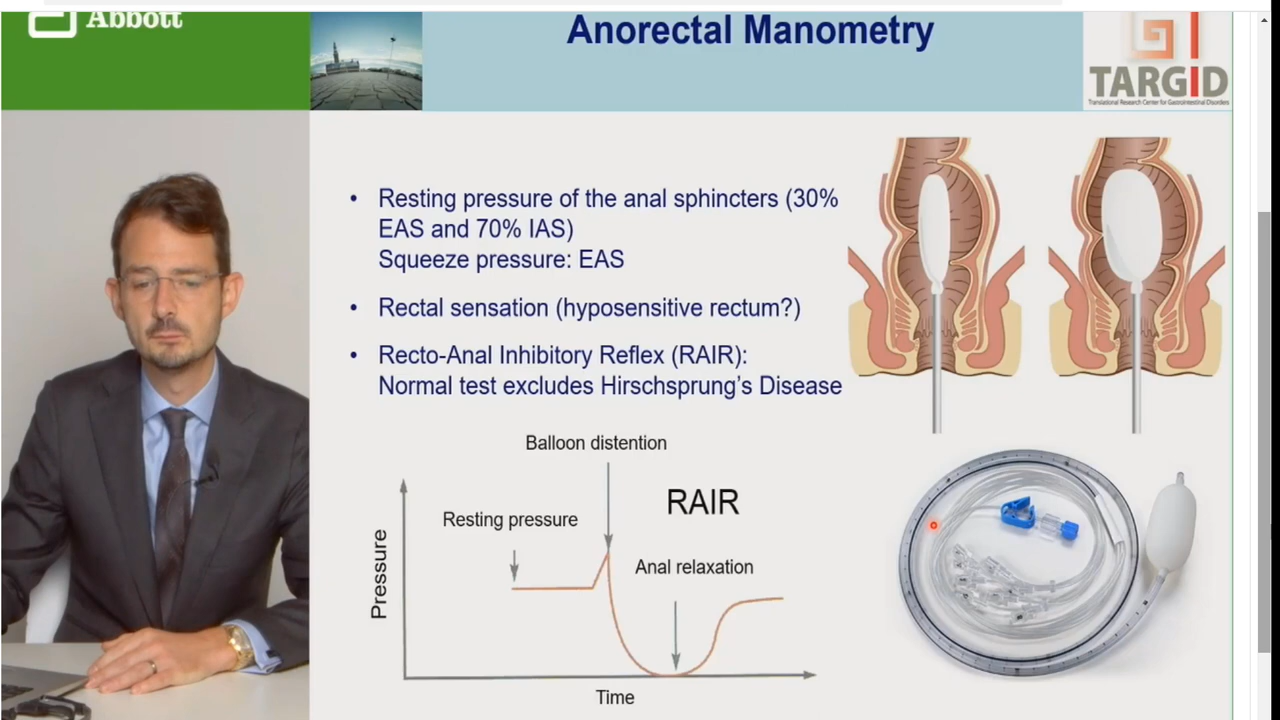 Abbott
Anorectal Manometry
TARGID
Translational Research Center for Gastrointestinal Disorders
• Resting pressure of the anal sphincters (30%
EAS and 70% IAS)
Squeeze pressure: EAS
• Rectal sensation (hyposensitive rectum?)
• Recto-Anal Inhibitory Reflex (RAIR):
Normal test excludes Hirschsprung's Disease
Balloon distention
RAIR
Resting pressure
Anal relaxation
Pressure
Time